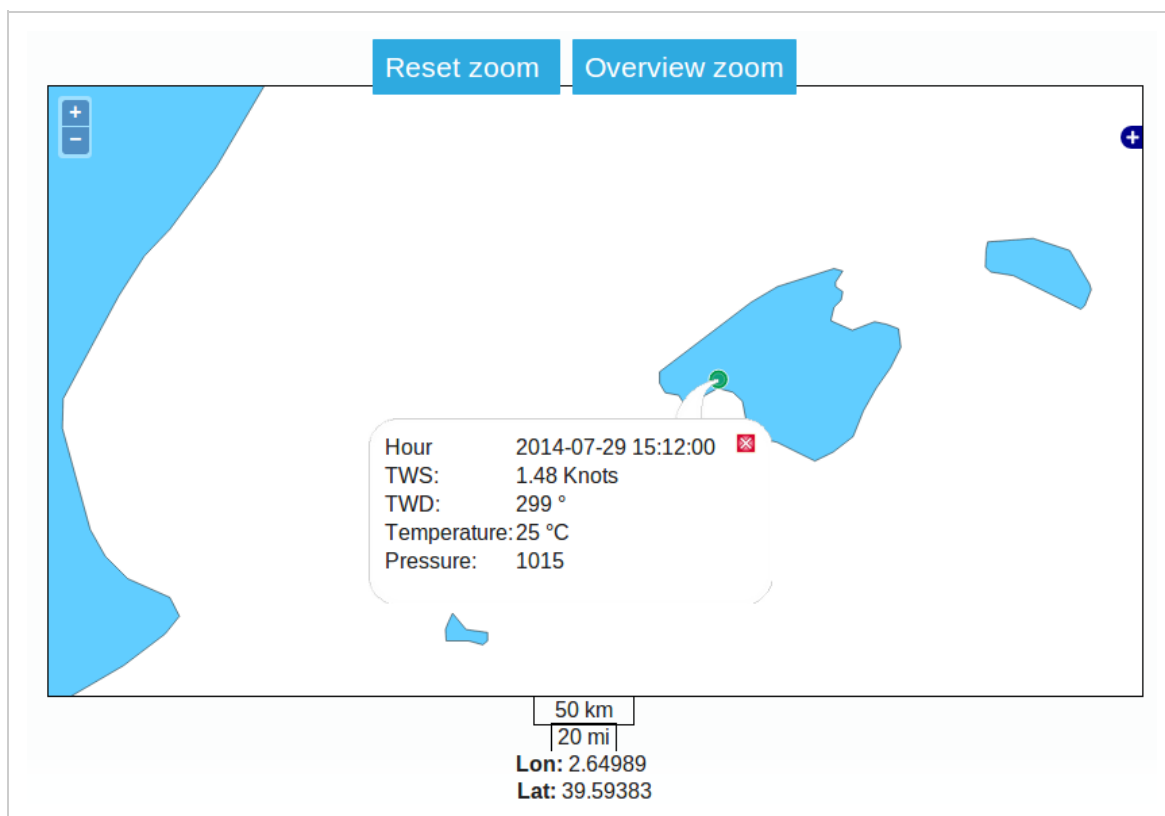 Reset zoom Overview zoom
+
−
+
Hour 2014-07-29 15:12:00
TWS: 1.48 Knots
TWD: 299 °
Temperature: 25 °C
Pressure: 1015
50 km
20 mi
Lon: 2.64989
Lat: 39.59383